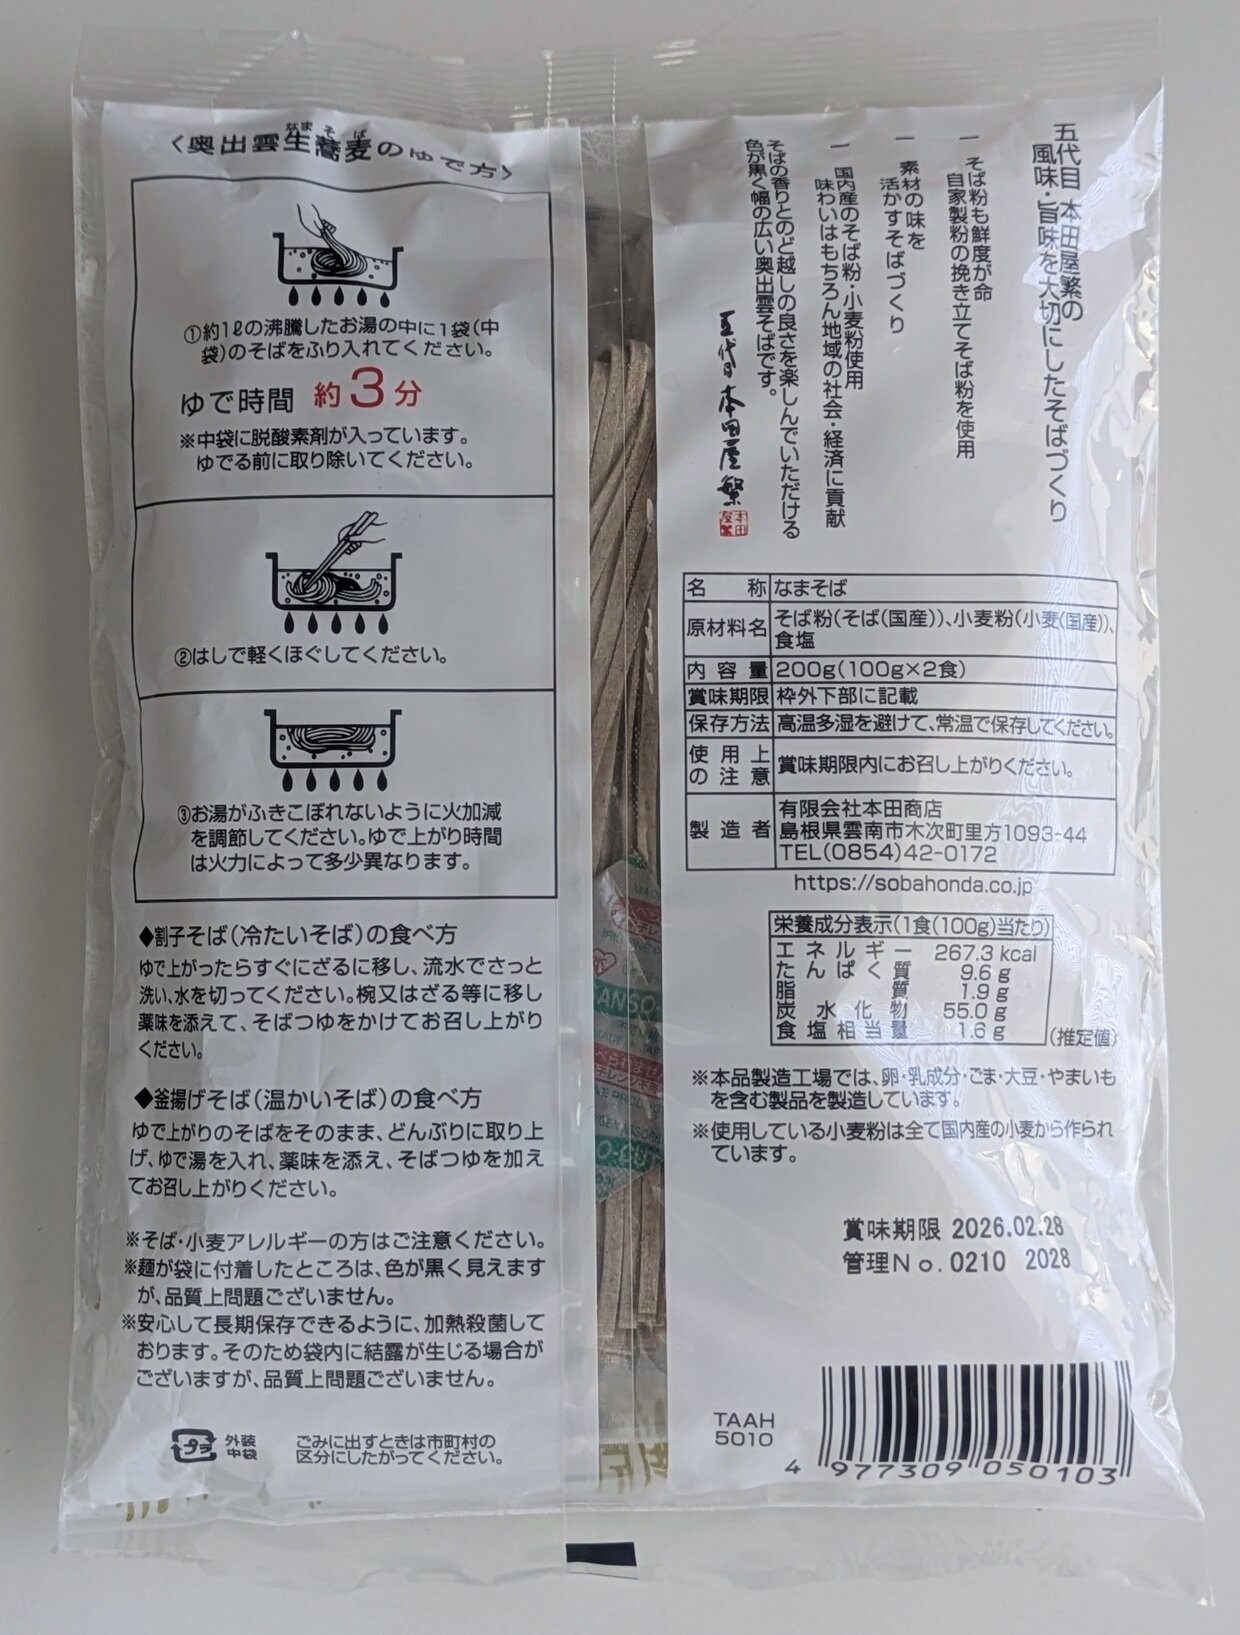 〈奥出雲生蕎麦のゆで方〉
なまそば
①約1ℓの沸騰したお湯の中に1袋(中
袋)のそばをふり入れてください。
ゆで時間 約3分
※中袋に脱酸素剤が入っています。
ゆでる前に取り除いてください。
②はしで軽くほぐしてください。
③お湯がふきこぼれないように火加減
を調節してください。ゆで上がり時間
は火力によって多少異なります。
◆割子そば(冷たいそば)の食べ方
ゆで上がったらすぐにざるに移し、流水でさっと
洗い、水を切ってください。椀又はざる等に移し
薬味を添えて、そばつゆをかけてお召し上がり
ください。
◆釜揚げそば(温かいそば)の食べ方
ゆで上がりのそばをそのまま、どんぶりに取り上
げ、ゆで湯を入れ、薬味を添え、そばつゆを加え
てお召し上がりください。
※そば・小麦アレルギーの方はご注意ください。
※麺が袋に付着したところは、色が黒く見えます
が、品質上問題ございません。
※安心して長期保存できるように、加熱殺菌して
おります。そのため袋内に結露が生じる場合が
ございますが、品質上問題ございません。
プラ
外装
中袋
ごみに出すときは市町村の
区分にしたがってください。
五代目 本田屋繁の
風味・旨味を大切にしたそばづくり
一 そば粉も鮮度が命
自家製粉の挽き立てそば粉を使用
一 素材の味を
活かすそばづくり
一 国内産のそば粉・小麦粉使用
味わいはもちろん地域の社会・経済に貢献
そばの香りとのど越しの良さを楽しんでいただける
色が黒く幅の広い奥出雲そばです。
五代目 本田屋繁
名称 なまそば
原材料名 そば粉(そば(国産))、小麦粉(小麦(国産))、
食塩
内容量 200g(100g×2食)
賞味期限 枠外下部に記載
保存方法 高温多湿を避けて、常温で保存してください。
使用上
の注意 賞味期限内にお召し上がりください。
製造者 有限会社本田商店
島根県雲南市木次町里方1093-44
TEL(0854)42-0172
https://sobahonda.co.jp
栄養成分表示(1食(100g)当たり)
エネルギー 267.3 kcal
たんぱく質 9.6 g
脂質 1.9 g
炭水化物 55.0 g
食塩相当量 1.6 g
(推定値)
※本品製造工場では、卵・乳成分・ごま・大豆・やまいも
を含む製品を製造しています。
※使用している小麦粉は全て国内産の小麦から作られ
ています。
賞味期限 2026.02.28
管理No.0210 2028
TAAH
5010
4 977309 050103